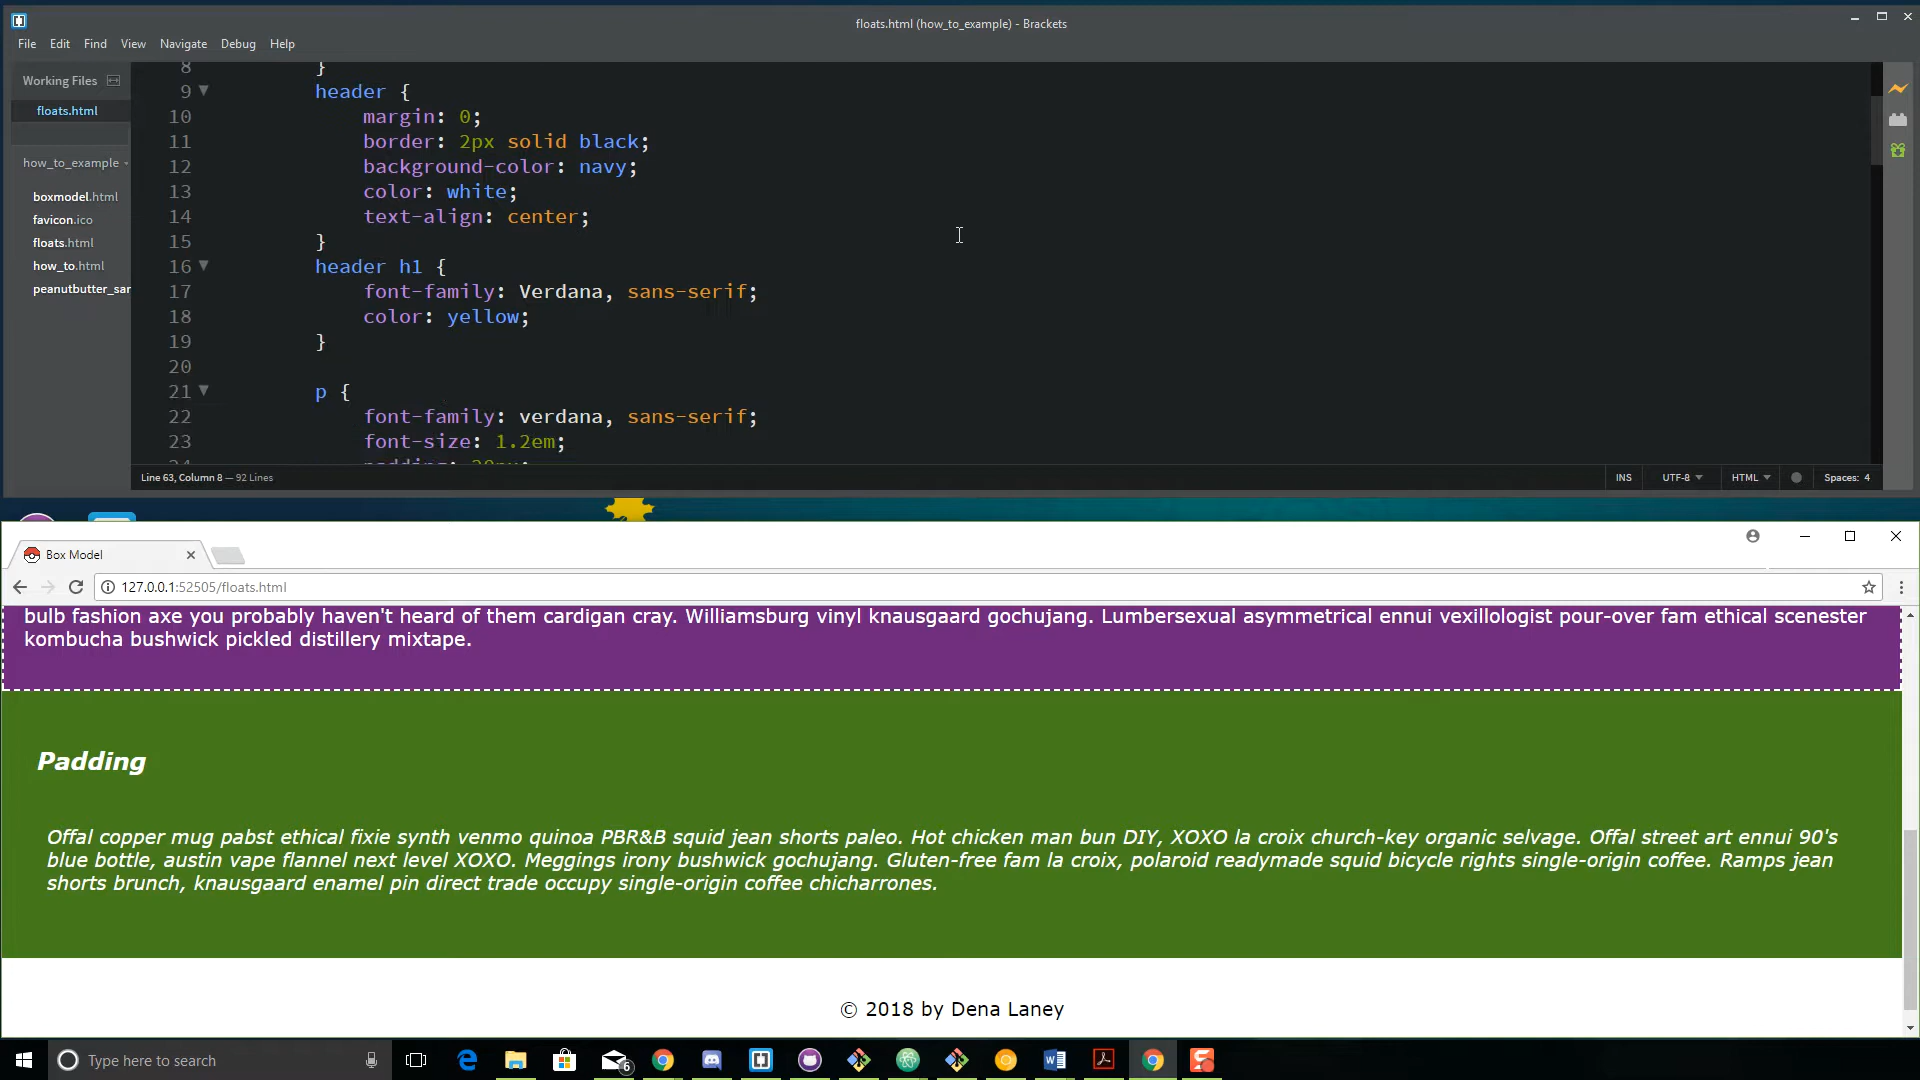 floats.html (how_to_example) - Brackets
File Edit Find View Navigate Debug Help
Working Files
floats.html
how_to_example
boxmodel.html
favicon.ico
floats.html
how_to.html
peanutbutter_sar
8 }
9 header {
10 margin: 0;
11 border: 2px solid black;
12 background-color: navy;
13 color: white;
14 text-align: center;
15 }
16 header h1 {
17 font-family: Verdana, sans-serif;
18 color: yellow;
19 }
20
21 p {
22 font-family: verdana, sans-serif;
23 font-size: 1.2em;
24 padding: 20px;
Line 63, Column 8 — 92 Lines
INS UTF-8 HTML Spaces: 4
Box Model
127.0.0.1:52505/floats.html
bulb fashion axe you probably haven't heard of them cardigan cray. Williamsburg vinyl knausgaard gochujang. Lumbersexual asymmetrical ennui vexillologist pour-over fam ethical scenester
kombucha bushwick pickled distillery mixtape.
Padding
Offal copper mug pabst ethical fixie synth venmo quinoa PBR&B squid jean shorts paleo. Hot chicken man bun DIY, XOXO la croix church-key organic selvage. Offal street art ennui 90's
blue bottle, austin vape flannel next level XOXO. Meggings irony bushwick gochujang. Gluten-free fam la croix, polaroid readymade squid bicycle rights single-origin coffee. Ramps jean
shorts brunch, knausgaard enamel pin direct trade occupy single-origin coffee chicharrones.
© 2018 by Dena Laney
Type here to search
6